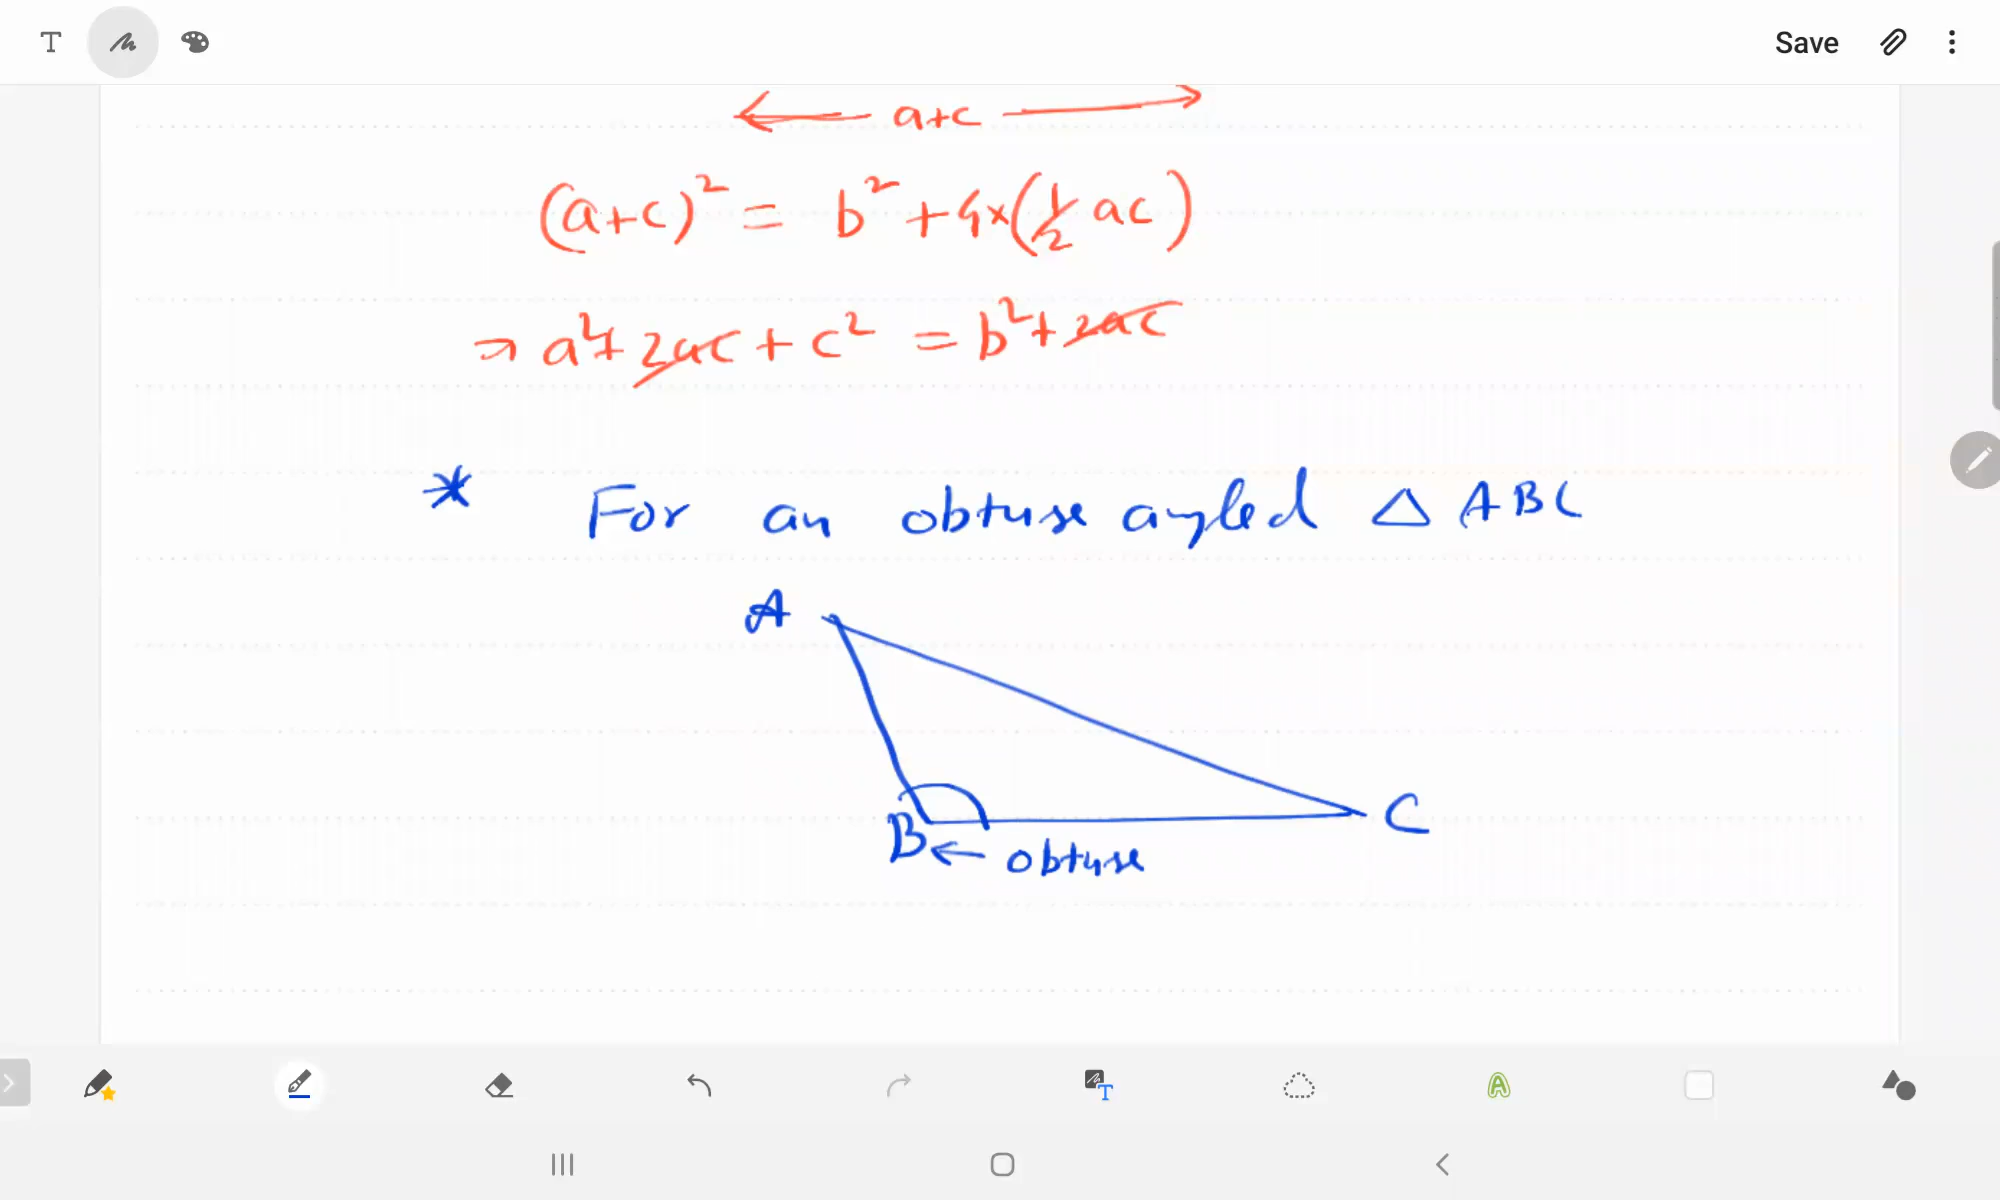 Save
a+c
(a+c)² = b² + 4×(1/2 ac)
→ a² + 2ac + c² = b² + 2ac
* For an obtuse angled △ ABC
A
B ← obtuse
C